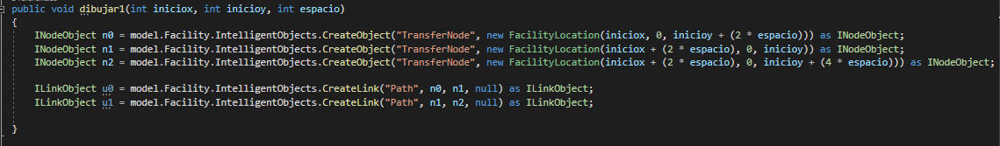 public void dibujar1(int iniciox, int inicioy, int espacio)
{
INodeObject n0 = model.Facility.IntelligentObjects.CreateObject("TransferNode", new FacilityLocation(iniciox, 0, inicioy + (2 * espacio))) as INodeObject;
INodeObject n1 = model.Facility.IntelligentObjects.CreateObject("TransferNode", new FacilityLocation(iniciox + (2 * espacio), 0, inicioy)) as INodeObject;
INodeObject n2 = model.Facility.IntelligentObjects.CreateObject("TransferNode", new FacilityLocation(iniciox + (2 * espacio), 0, inicioy + (4 * espacio))) as INodeObject;
ILinkObject u0 = model.Facility.IntelligentObjects.CreateLink("Path", n0, n1, null) as ILinkObject;
ILinkObject u1 = model.Facility.IntelligentObjects.CreateLink("Path", n1, n2, null) as ILinkObject;
}